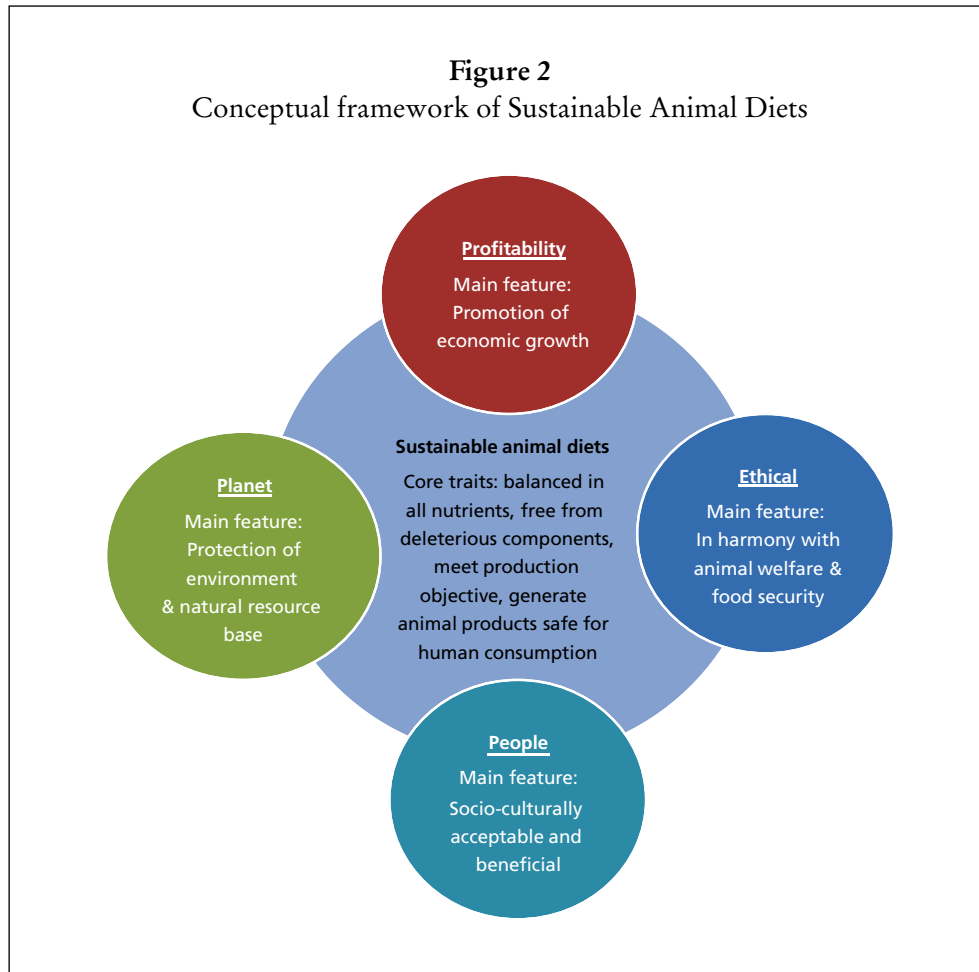 Figure 2
Conceptual framework of Sustainable Animal Diets
Profitability
Main feature:
Promotion of
economic growth
Planet
Main feature:
Protection of
environment
& natural resource
base
Sustainable animal diets
Core traits: balanced in
all nutrients, free from
deleterious components,
meet production
objective, generate
animal products safe for
human consumption
Ethical
Main feature:
In harmony with
animal welfare &
food security
People
Main feature:
Socio-culturally
acceptable and
beneficial